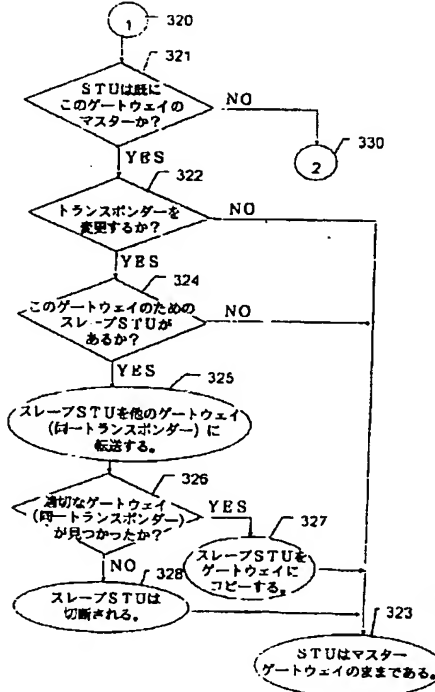 1
320
321
STUは既に
このゲートウェイの
マスターか?
NO
330
2
YES
322
トランスポンダーを
変更するか?
NO
YES
324
このゲートウェイのための
スレーブSTUが
あるか?
NO
YES
325
スレーブSTUを他のゲートウェイ
(同一トランスポンダー)に
転送する。
326
適切なゲートウェイ
(同一トランスポンダー)
が見つかったか?
YES
327
スレーブSTUを
ゲートウェイに
コピーする。
NO
328
スレーブSTUは
切断される。
323
STUはマスター
ゲートウェイのままである。